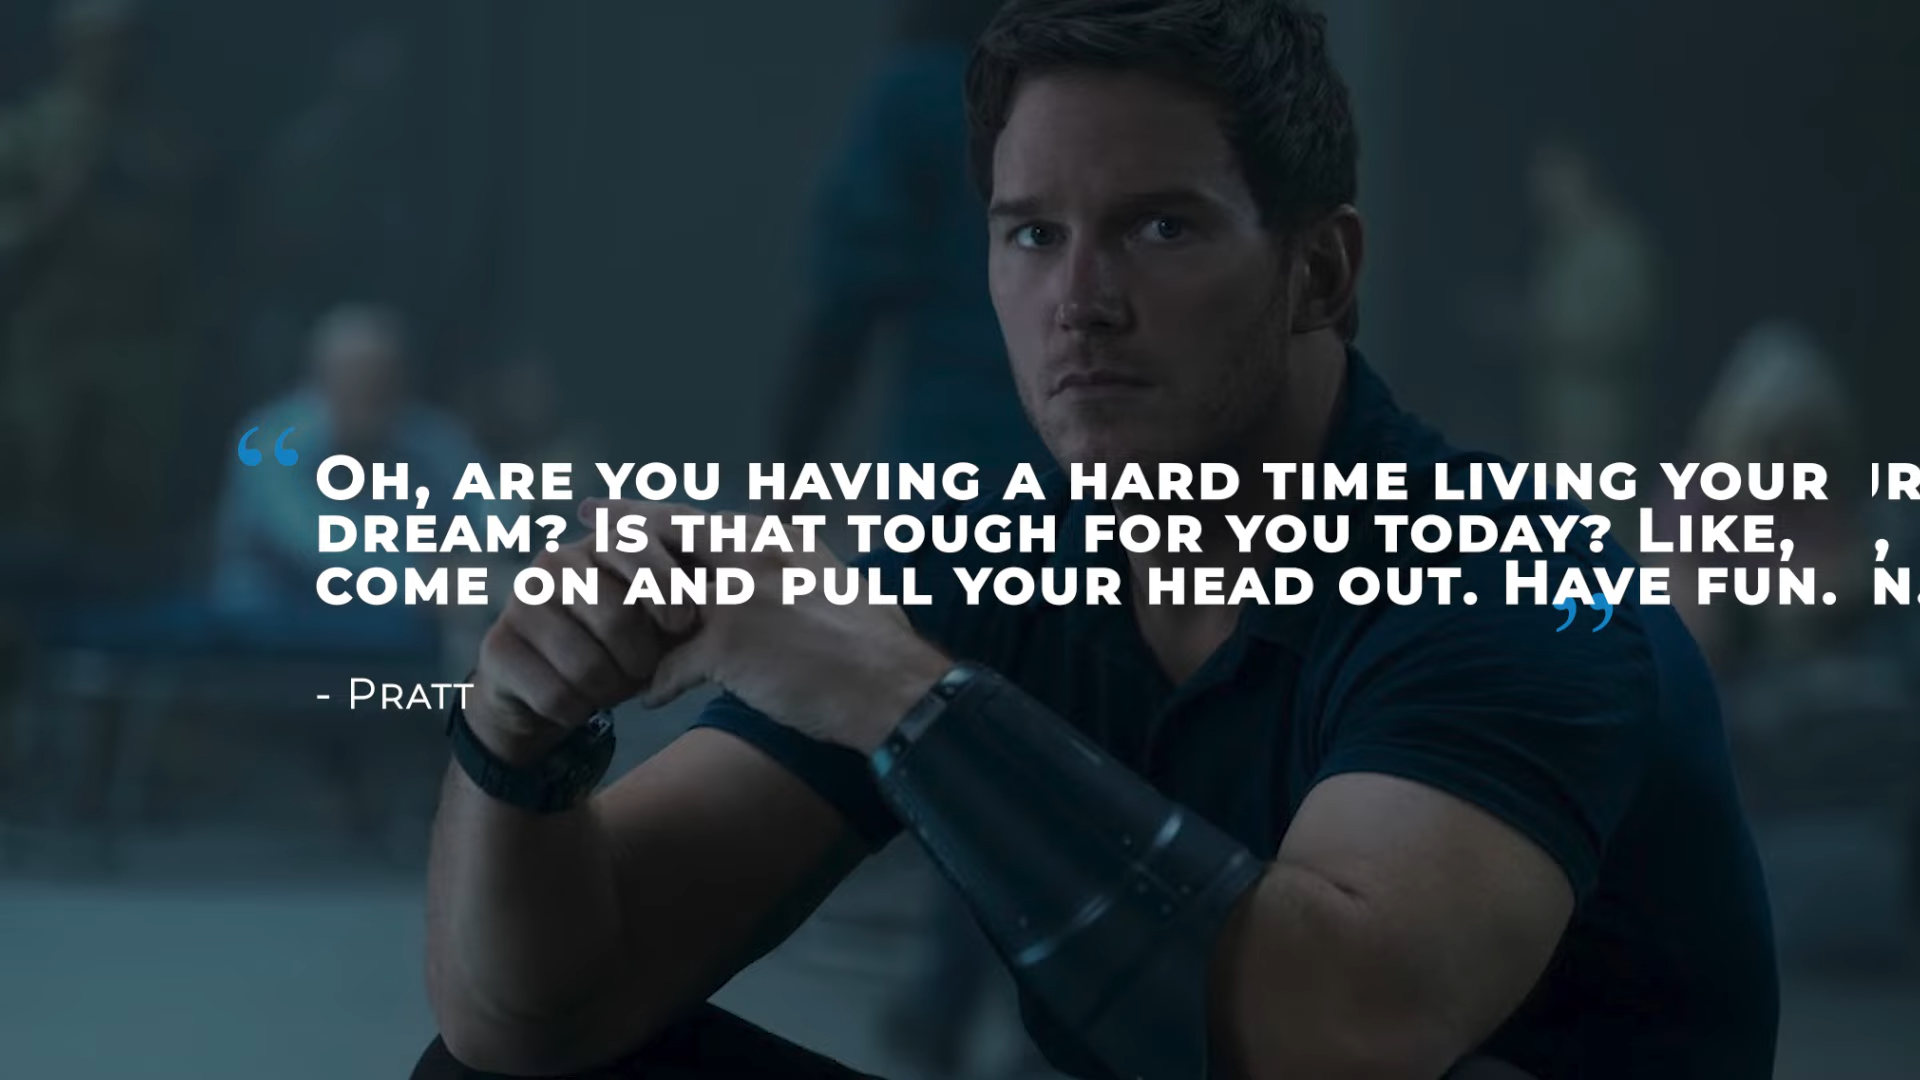 “Oh, are you having a hard time living your
dream? Is that tough for you today? Like,
come on and pull your head out. Have fun.”
- Pratt